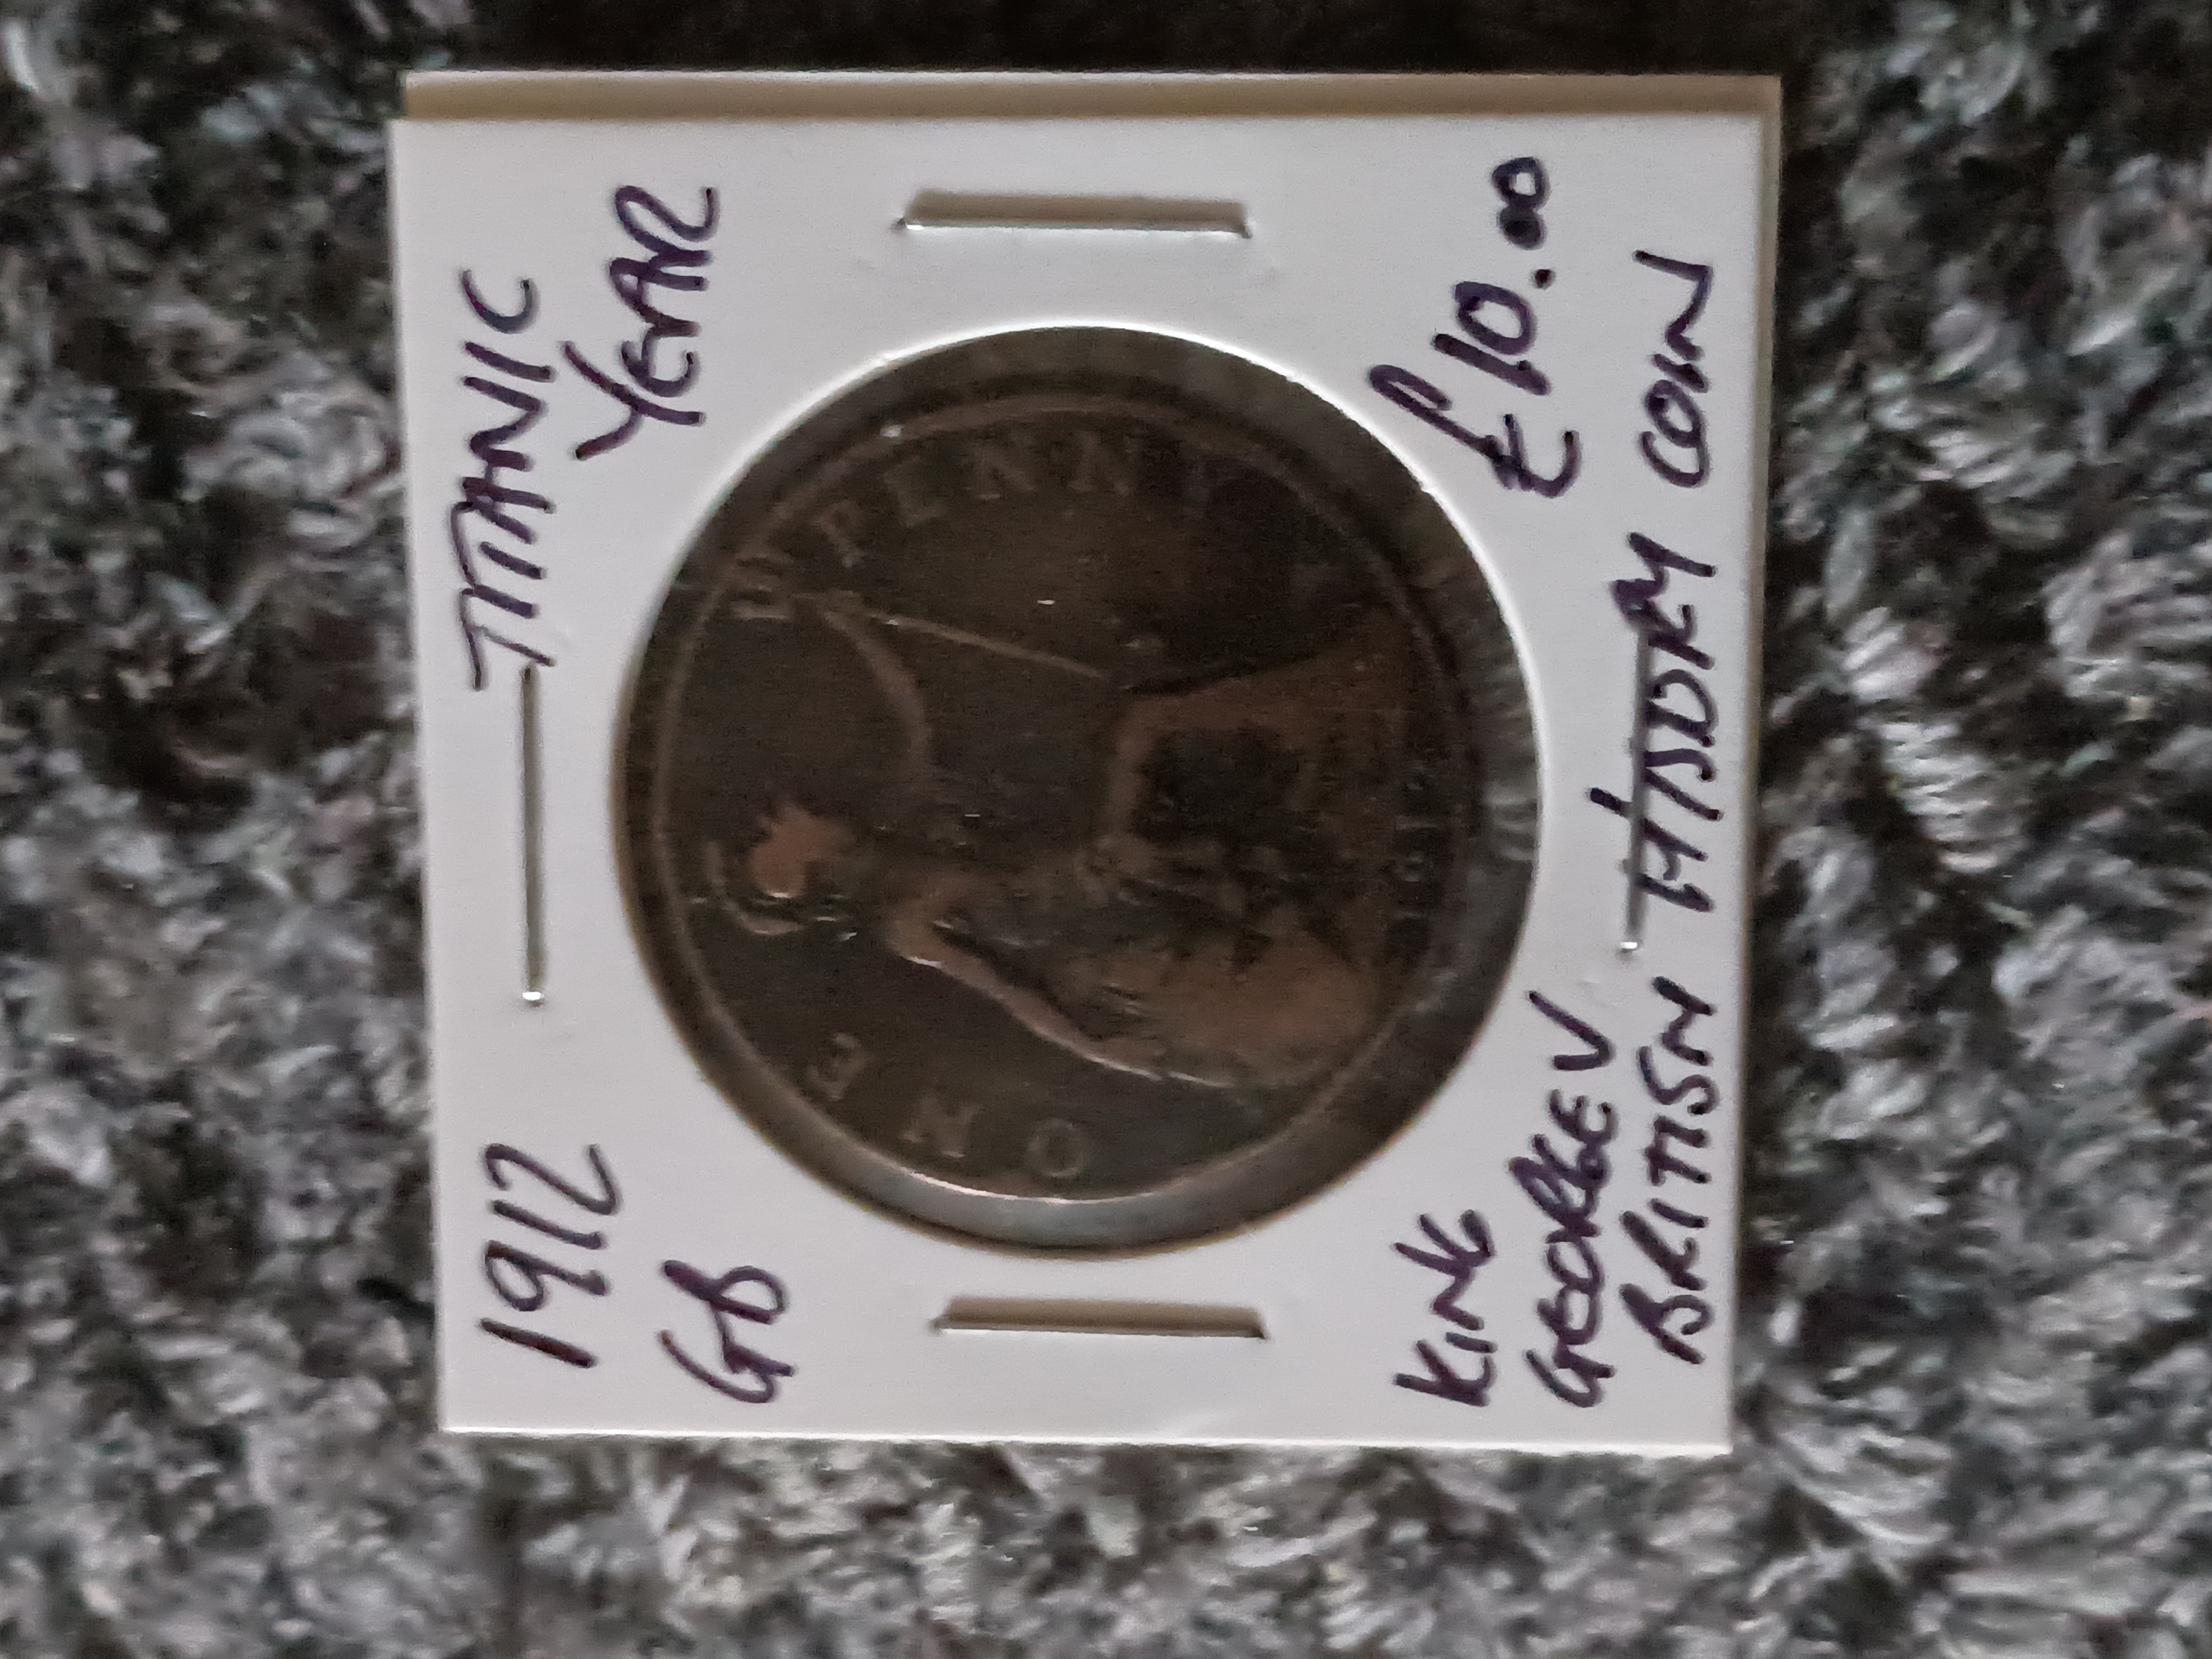 1912 TITANIC
GB YEAR
ONE PENNY
KING £10.00
GEORGE V
BRITISH HISTORY COIN